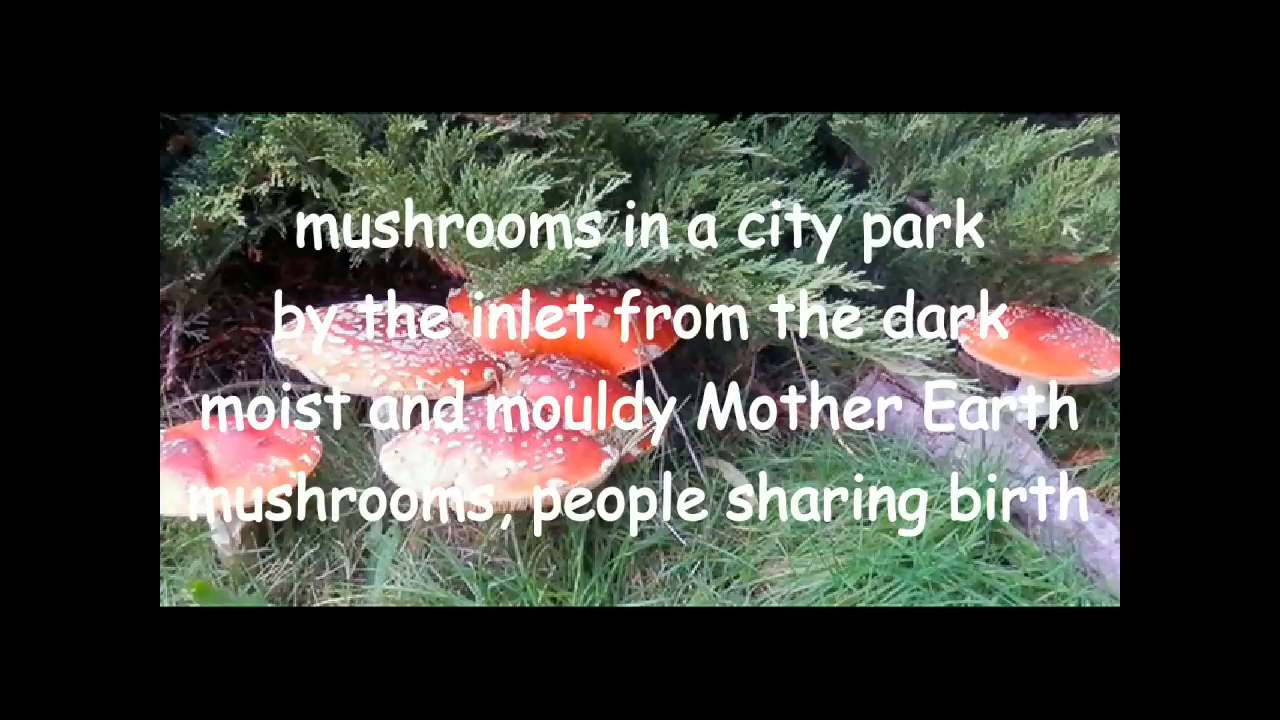 mushrooms in a city park
by the inlet from the dark
moist and mouldy Mother Earth
mushrooms, people sharing birth